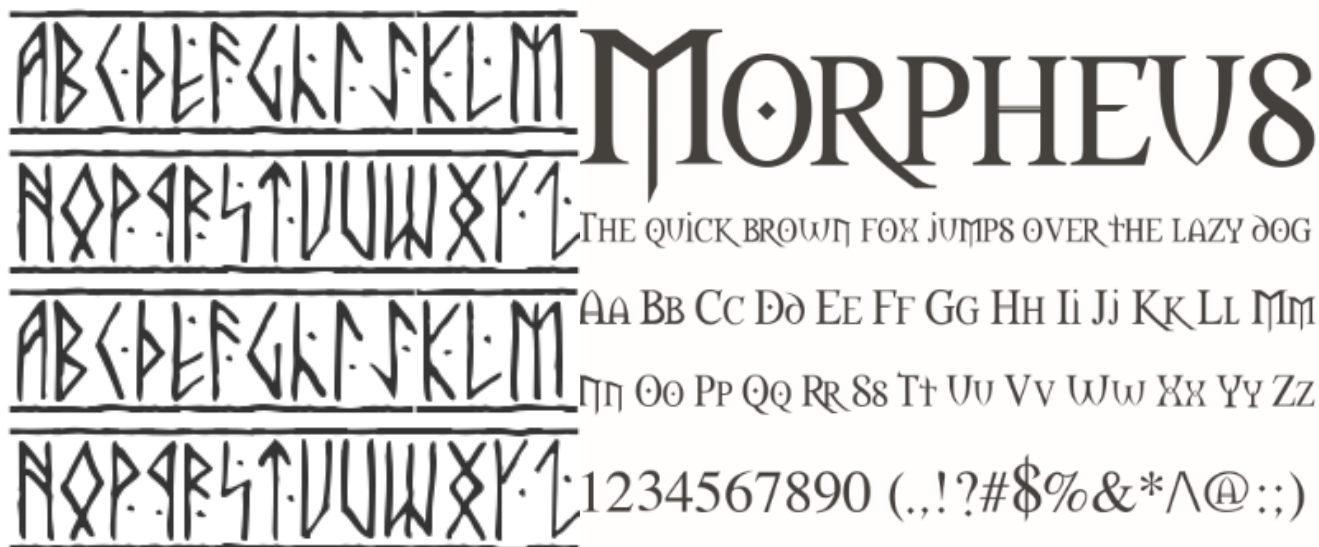 ABCDEFGHIJKLM
NOPQRSTUVWXYZ
ABCDEFGHIJKLM
NOPQRSTUVWXYZ
MORPHEUS
THE QUiCK BROWN FOX jUMPS OVER tHE LAZY dOG
Aa Bb Cc Dd Ee Ff Gg Hh Ii Jj Kk Ll Mm
Nn Oo Pp Qq Rr Ss Tt Uu Vv Ww Xx Yy Zz
1234567890 (.,!?#$%&*/\@:;)